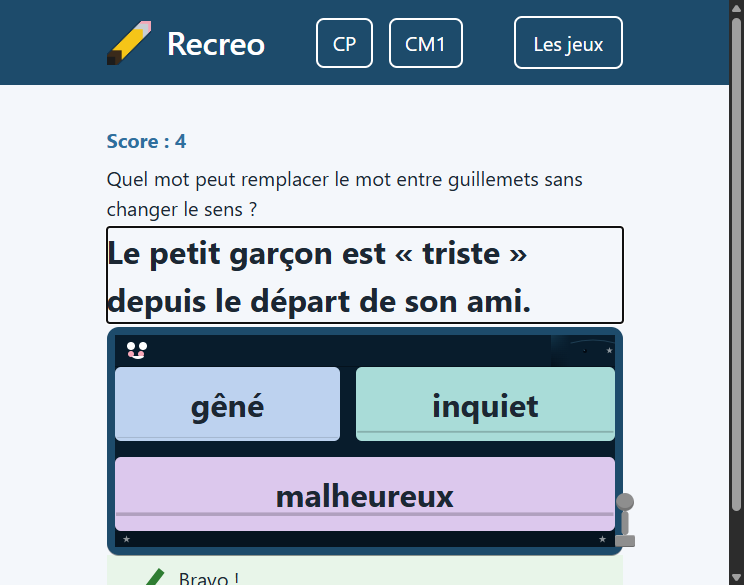 Recreo
CP
CM1
Les jeux
Score : 4
Quel mot peut remplacer le mot entre guillemets sans
changer le sens ?
Le petit garçon est « triste »
depuis le départ de son ami.
gêné
inquiet
malheureux
Bravo !